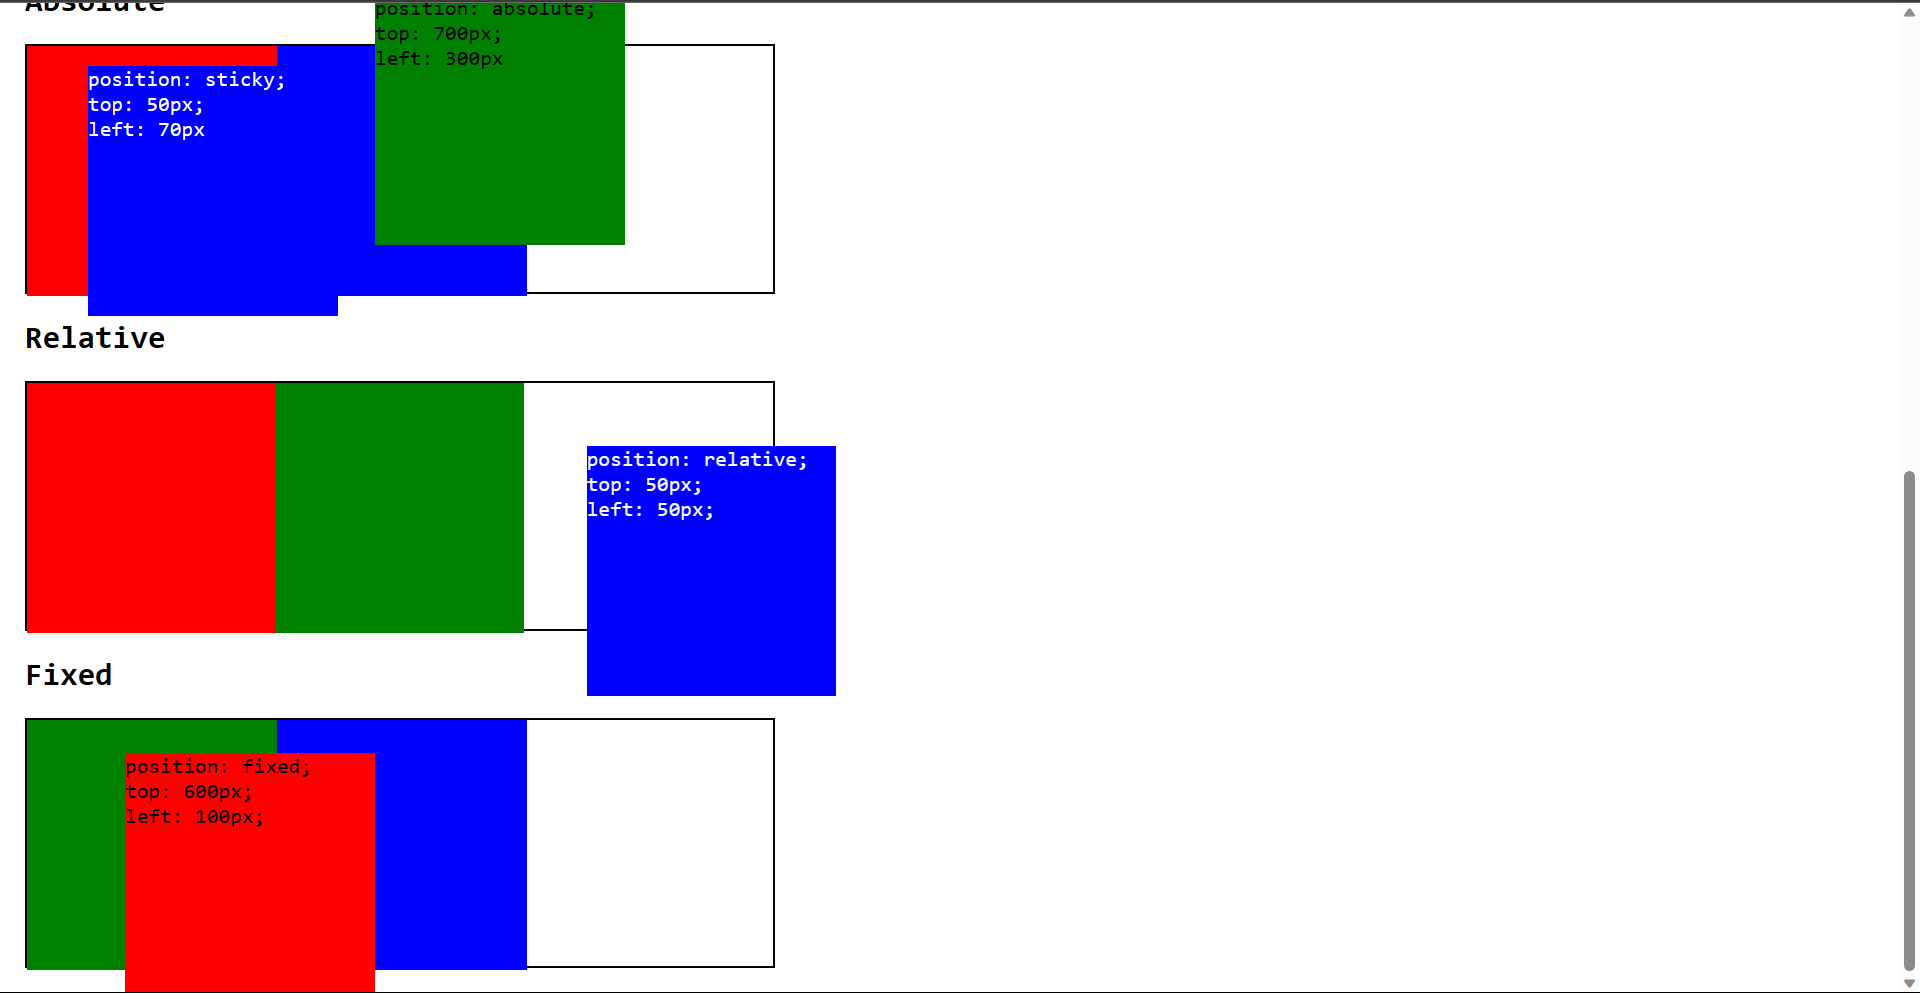 Absolute
position: absolute;
top: 700px;
left: 300px
position: sticky;
top: 50px;
left: 70px
Relative
position: relative;
top: 50px;
left: 50px;
Fixed
position: fixed;
top: 600px;
left: 100px;